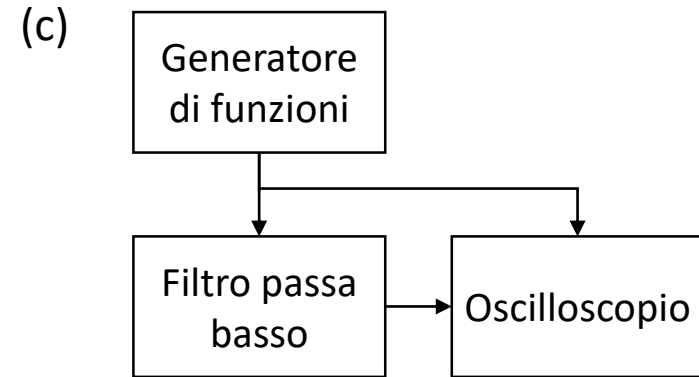 (c)
Generatore
di funzioni
Filtro passa
basso
Oscilloscopio